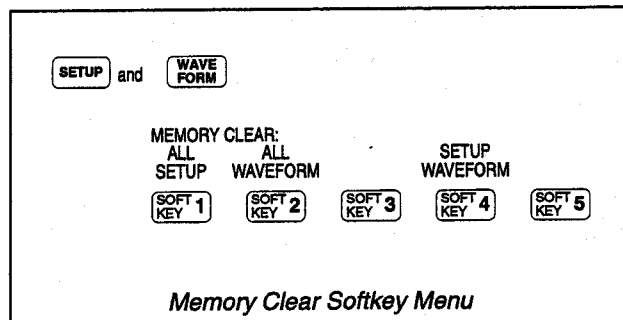 SETUP and WAVE FORM
MEMORY CLEAR:
ALL SETUP ALL WAVEFORM SETUP WAVEFORM
SOFT KEY 1 SOFT KEY 2 SOFT KEY 3 SOFT KEY 4 SOFT KEY 5
Memory Clear Softkey Menu